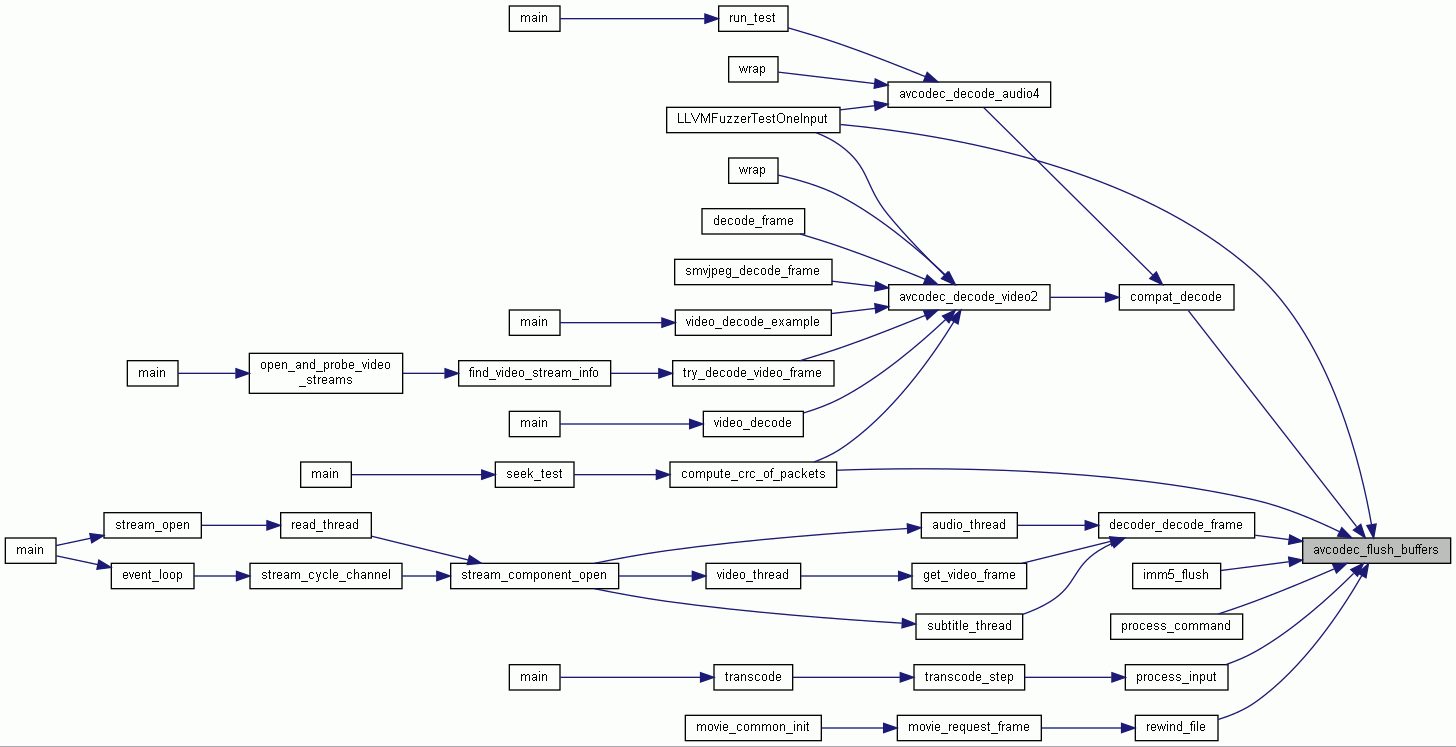 main
run_test
wrap
avcodec_decode_audio4
LLVMFuzzerTestOneInput
wrap
decode_frame
smvjpeg_decode_frame
avcodec_decode_video2
compat_decode
main
video_decode_example
main
open_and_probe_video
_streams
find_video_stream_info
try_decode_video_frame
main
video_decode
main
seek_test
compute_crc_of_packets
stream_open
read_thread
audio_thread
decoder_decode_frame
main
avcodec_flush_buffers
event_loop
stream_cycle_channel
stream_component_open
video_thread
get_video_frame
imm5_flush
subtitle_thread
process_command
main
transcode
transcode_step
process_input
movie_common_init
movie_request_frame
rewind_file